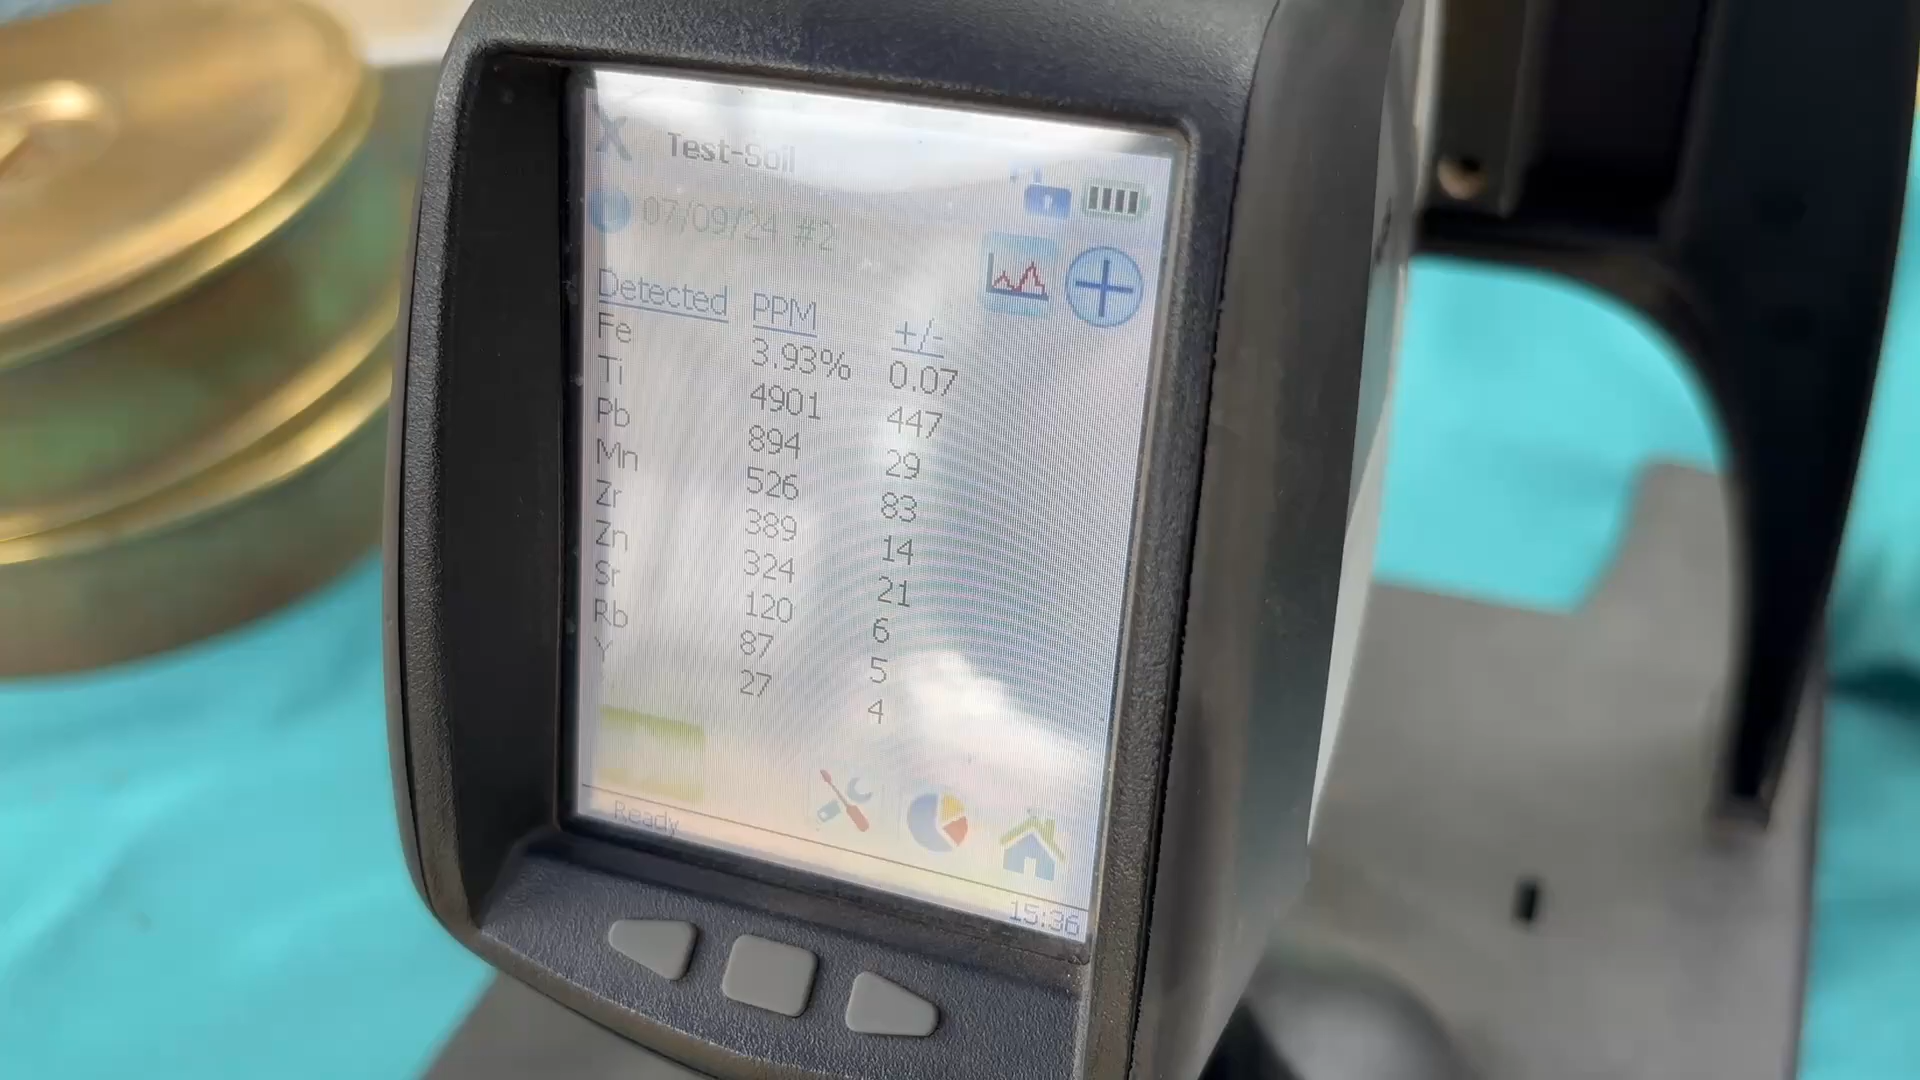 X Test-Soil
07/09/24 #2
Detected PPM +/-
Fe 3.93% 0.07
Ti 4901 447
Pb 894 29
Mn 526 83
Zr 389 14
Zn 324 21
Sr 120 6
Rb 87 5
Y 27 4
Ready
15:36